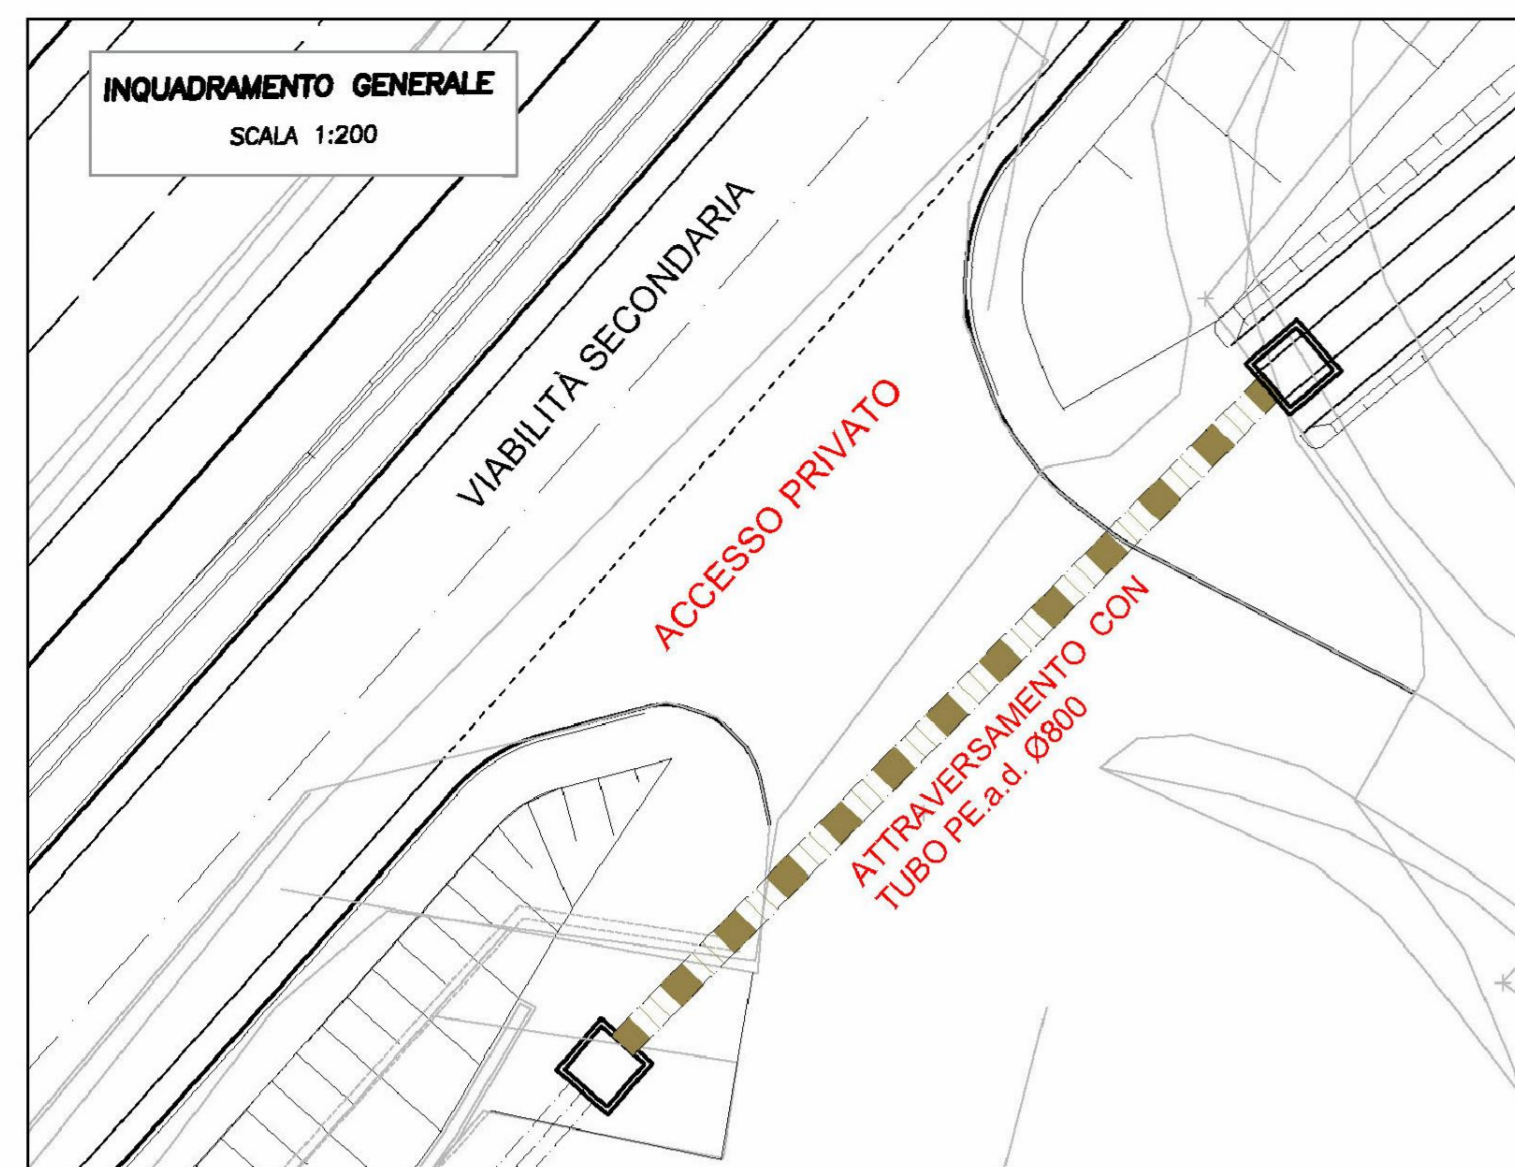 INQUADRAMENTO GENERALE
SCALA 1:200
VIABILITÀ SECONDARIA
ACCESSO PRIVATO
ATTRAVERSAMENTO CON
TUBO PE.a.d. Ø800